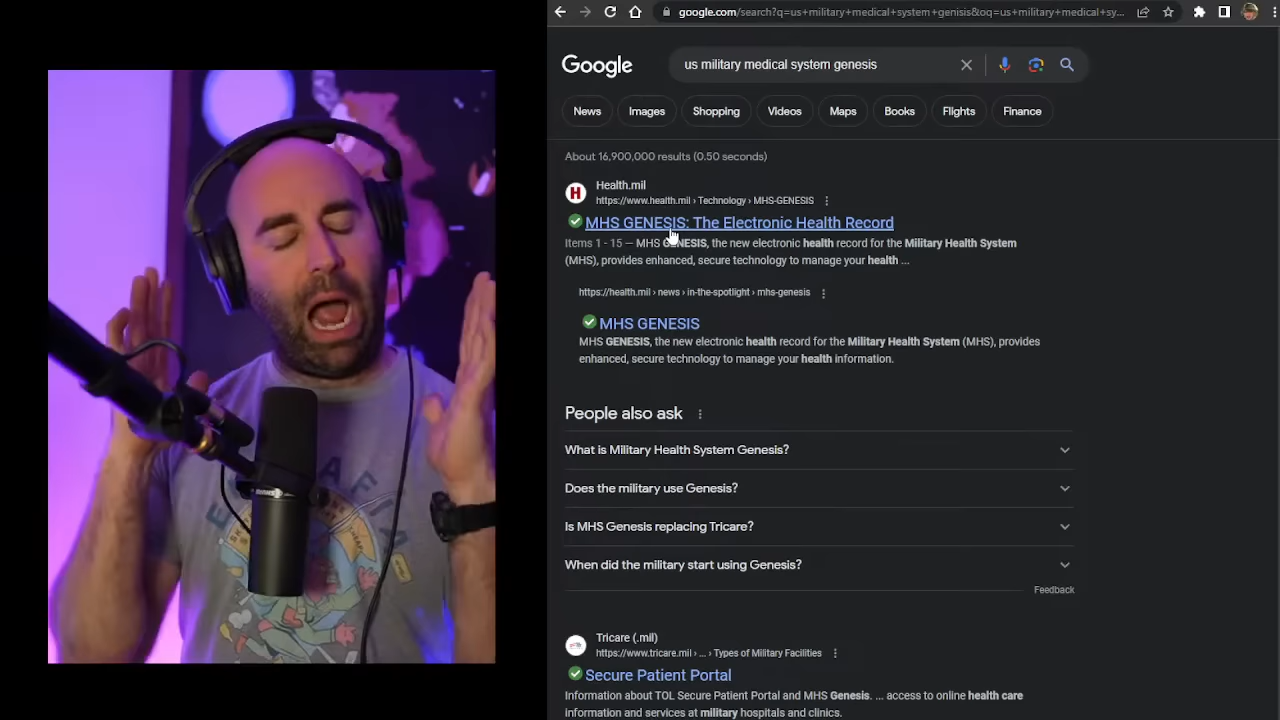 google.com/search?q=us+military+medical+system+genisis&oq=us+military+medical+sy...
Google
us military medical system genesis
News
Images
Shopping
Videos
Maps
Books
Flights
Finance
About 16,900,000 results (0.50 seconds)
H
Health.mil
https://www.health.mil › Technology › MHS-GENESIS
MHS GENESIS: The Electronic Health Record
Items 1 - 15 — MHS GENESIS, the new electronic health record for the Military Health System
(MHS), provides enhanced, secure technology to manage your health ...
https://health.mil › news › in-the-spotlight › mhs-genesis
MHS GENESIS
MHS GENESIS, the new electronic health record for the Military Health System (MHS), provides
enhanced, secure technology to manage your health information.
People also ask
What is Military Health System Genesis?
Does the military use Genesis?
Is MHS Genesis replacing Tricare?
When did the military start using Genesis?
Feedback
Tricare (.mil)
https://www.tricare.mil › ... › Types of Military Facilities
Secure Patient Portal
Information about TOL Secure Patient Portal and MHS Genesis. ... access to online health care
information and services at military hospitals and clinics.